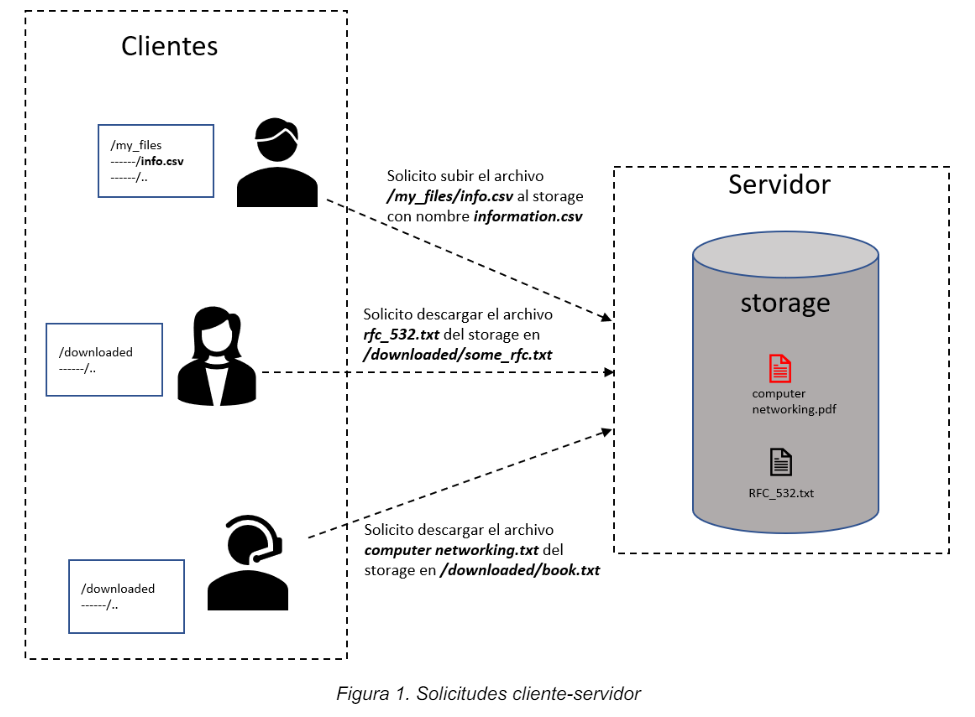 Clientes
/my_files
------/info.csv
------/..
Solicito subir el archivo
/my_files/info.csv al storage
con nombre information.csv
Servidor
storage
computer
networking.pdf
RFC_532.txt
Solicito descargar el archivo
rfc_532.txt del storage en
/downloaded/some_rfc.txt
/downloaded
------/..
Solicito descargar el archivo
computer networking.txt del
storage en /downloaded/book.txt
/downloaded
------/..
Figura 1. Solicitudes cliente-servidor